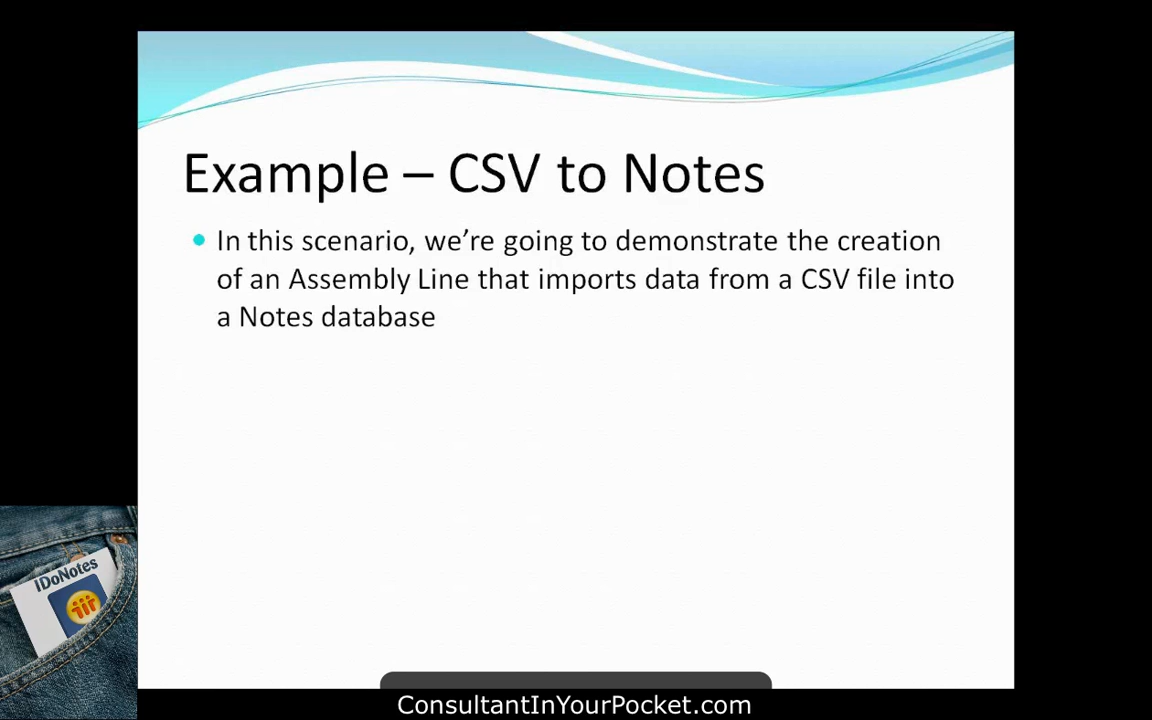 Example – CSV to Notes
In this scenario, we’re going to demonstrate the creation
of an Assembly Line that imports data from a CSV file into
a Notes database
IDoNotes
ConsultantInYourPocket.com